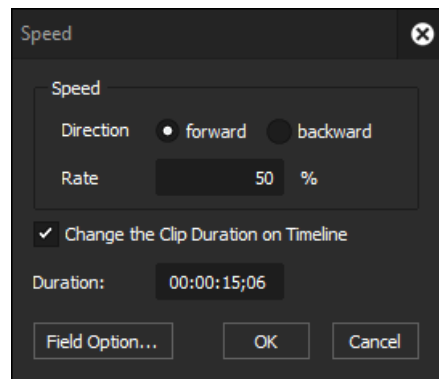 Speed
Speed
Direction forward backward
Rate 50 %
Change the Clip Duration on Timeline
Duration: 00:00:15;06
Field Option... OK Cancel